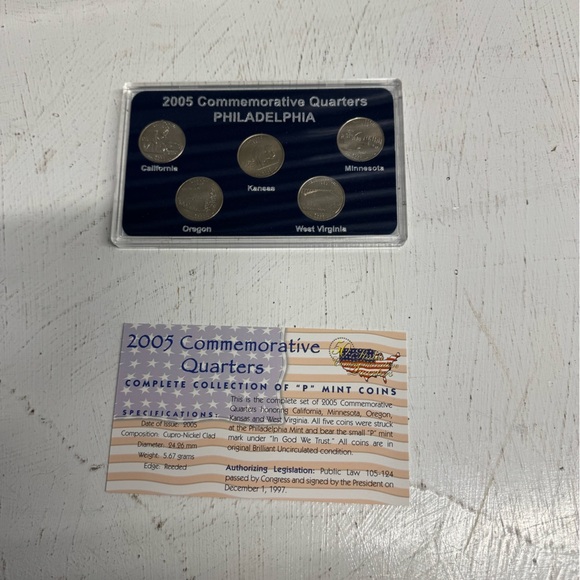 2005 Commemorative Quarters
PHILADELPHIA
California
Kansas
Minnesota
Oregon
West Virginia
2005 Commemorative
Quarters
50
COMPLETE COLLECTION OF "P" MINT COINS
SPECIFICATIONS:
Date of Issue: 2005
Composition: Cupro-Nickel Clad
Diameter: 24.26 mm
Weight: 5.67 grams
Edge: Reeded
This is the complete set of 2005 Commemorative
Quarters honoring California, Minnesota, Oregon,
Kansas and West Virginia. All five coins were struck
at the Philadelphia Mint and bear the small "P" mint
mark under "In God We Trust." All coins are in
original Brilliant Uncirculated condition.
Authorizing Legislation: Public Law 105-124
passed by Congress and signed by the President on
December 1, 1997.